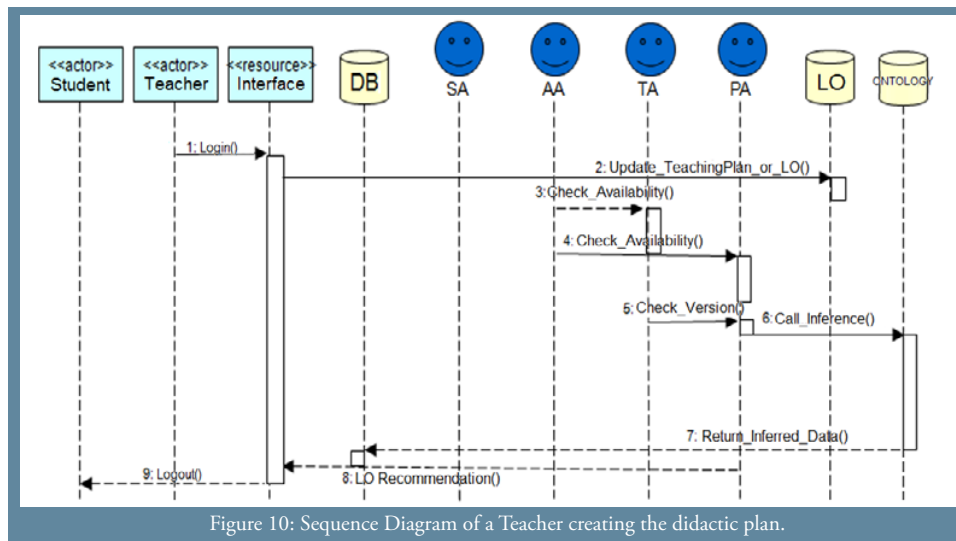 <<actor>>
Student
<<actor>>
Teacher
<<resource>>
Interface
DB
SA
AA
TA
PA
LO
ONTOLOGY
1: Login()
2: Update_TeachingPlan_or_LO()
3:Check_Availability()
4: Check_Availability()
5: Check_Version()
6: Call_Inference()
7: Return_Inferred_Data()
8: LO Recommendation()
9: Logout()
Figure 10: Sequence Diagram of a Teacher creating the didactic plan.